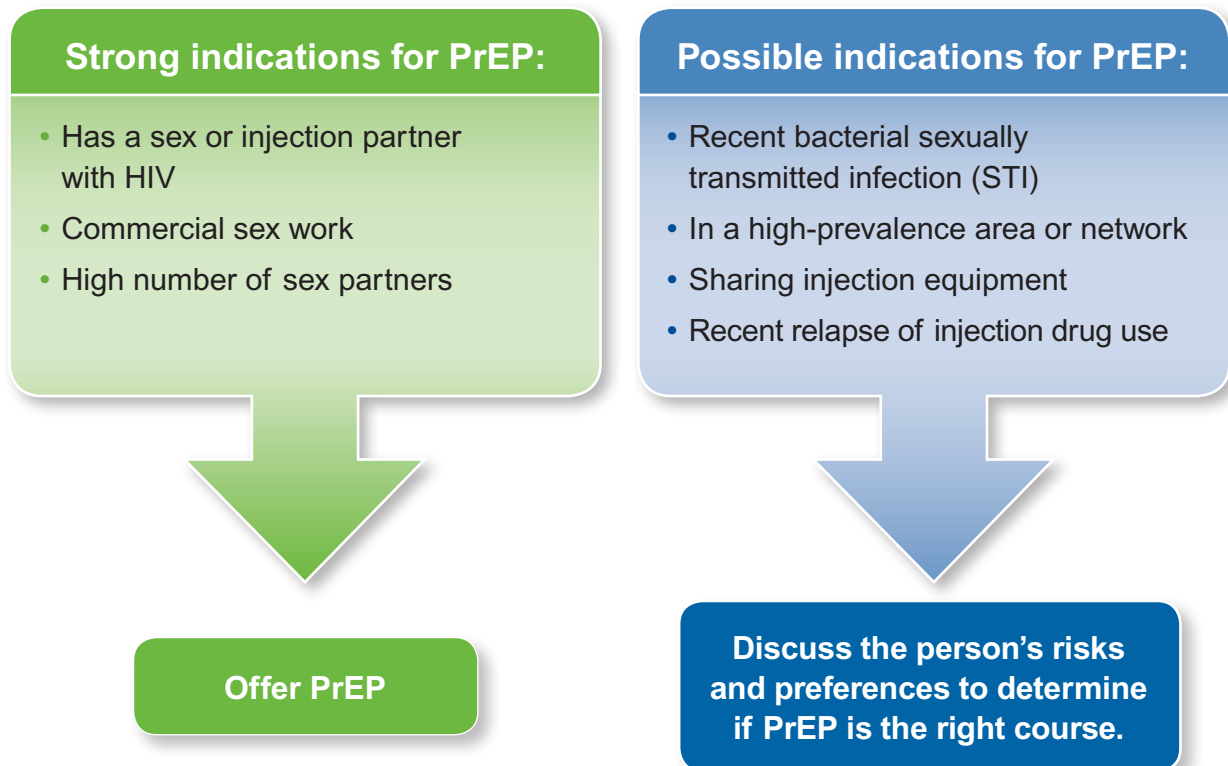 Strong indications for PrEP:
• Has a sex or injection partner
with HIV
• Commercial sex work
• High number of sex partners
Offer PrEP
Possible indications for PrEP:
• Recent bacterial sexually
transmitted infection (STI)
• In a high-prevalence area or network
• Sharing injection equipment
• Recent relapse of injection drug use
Discuss the person’s risks
and preferences to determine
if PrEP is the right course.